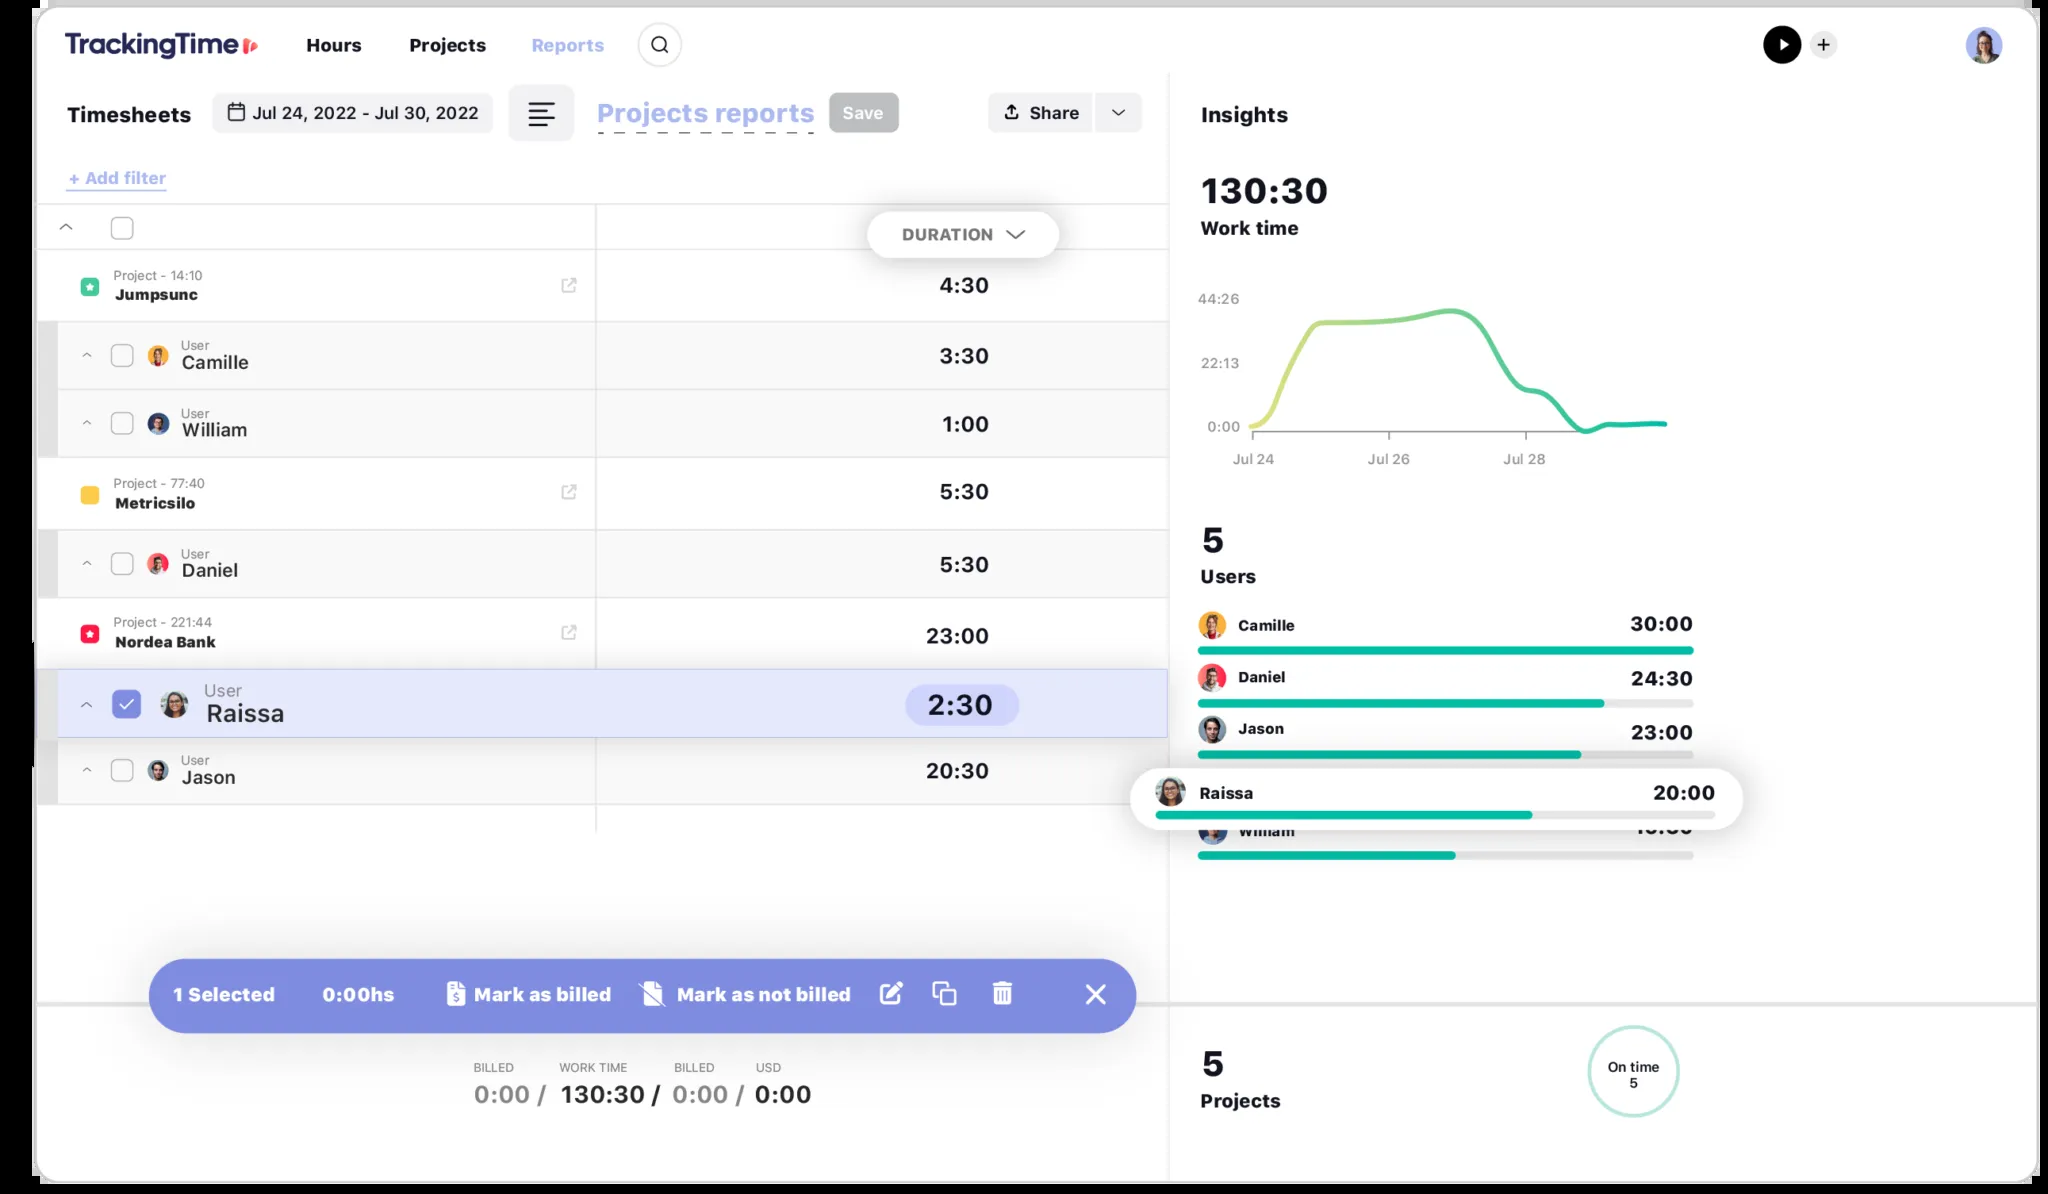 TrackingTime Hours Projects Reports
Timesheets Jul 24, 2022 - Jul 30, 2022 Projects reports Save Share
+ Add filter
DURATION
Project - 14:10
Jumpsunc 4:30
User
Camille 3:30
User
William 1:00
Project - 77:40
Metricsilo 5:30
User
Daniel 5:30
Project - 221:44
Nordea Bank 23:00
User
Raissa 2:30
User
Jason 20:30
1 Selected 0:00hs Mark as billed Mark as not billed
BILLED WORK TIME BILLED USD
0:00 / 130:30 / 0:00 / 0:00
Insights
130:30
Work time
44:26
22:13
0:00
Jul 24 Jul 26 Jul 28
5
Users
Camille 30:00
Daniel 24:30
Jason 23:00
Raissa 20:00
William
5
Projects
On time
5